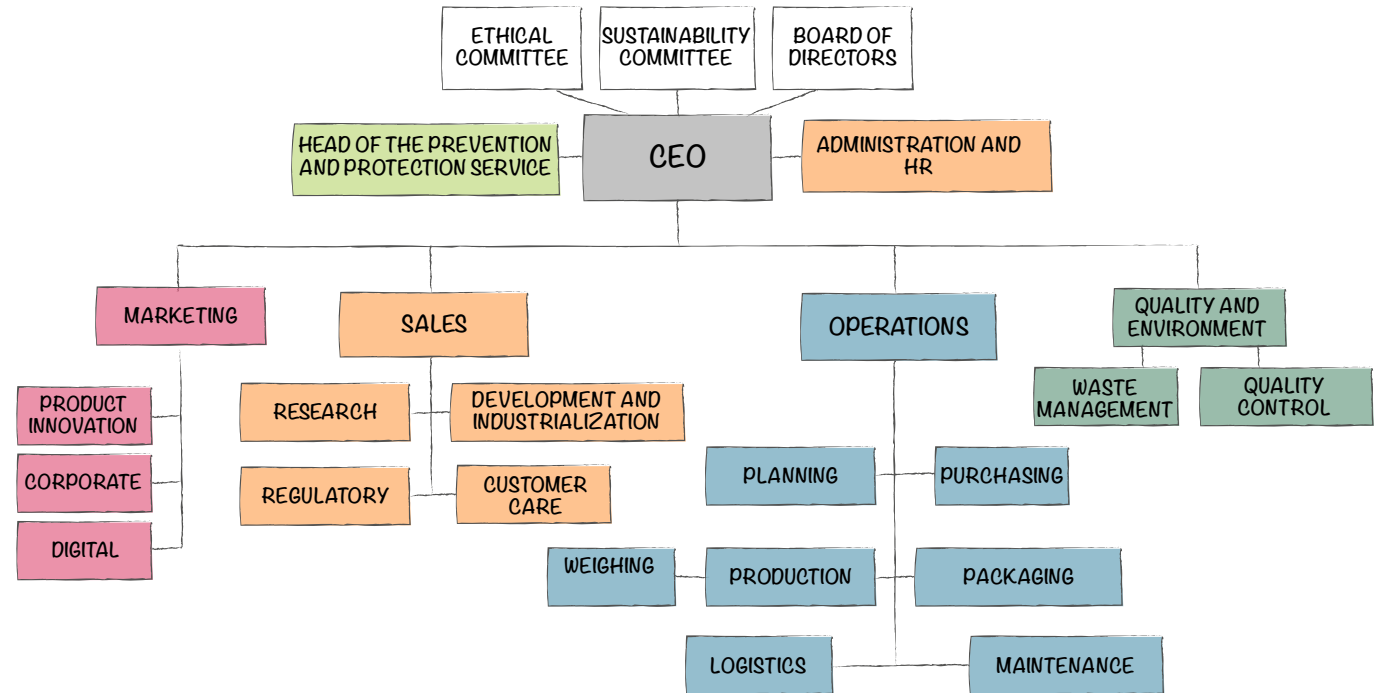 ETHICAL
COMMITTEE
SUSTAINABILITY
COMMITTEE
BOARD OF
DIRECTORS
HEAD OF THE PREVENTION
AND PROTECTION SERVICE
CEO
ADMINISTRATION AND
HR
MARKETING
SALES
OPERATIONS
QUALITY AND
ENVIRONMENT
PRODUCT
INNOVATION
CORPORATE
DIGITAL
RESEARCH
DEVELOPMENT AND
INDUSTRIALIZATION
REGULATORY
CUSTOMER
CARE
PLANNING
PURCHASING
WEIGHING
PRODUCTION
PACKAGING
LOGISTICS
MAINTENANCE
WASTE
MANAGEMENT
QUALITY
CONTROL